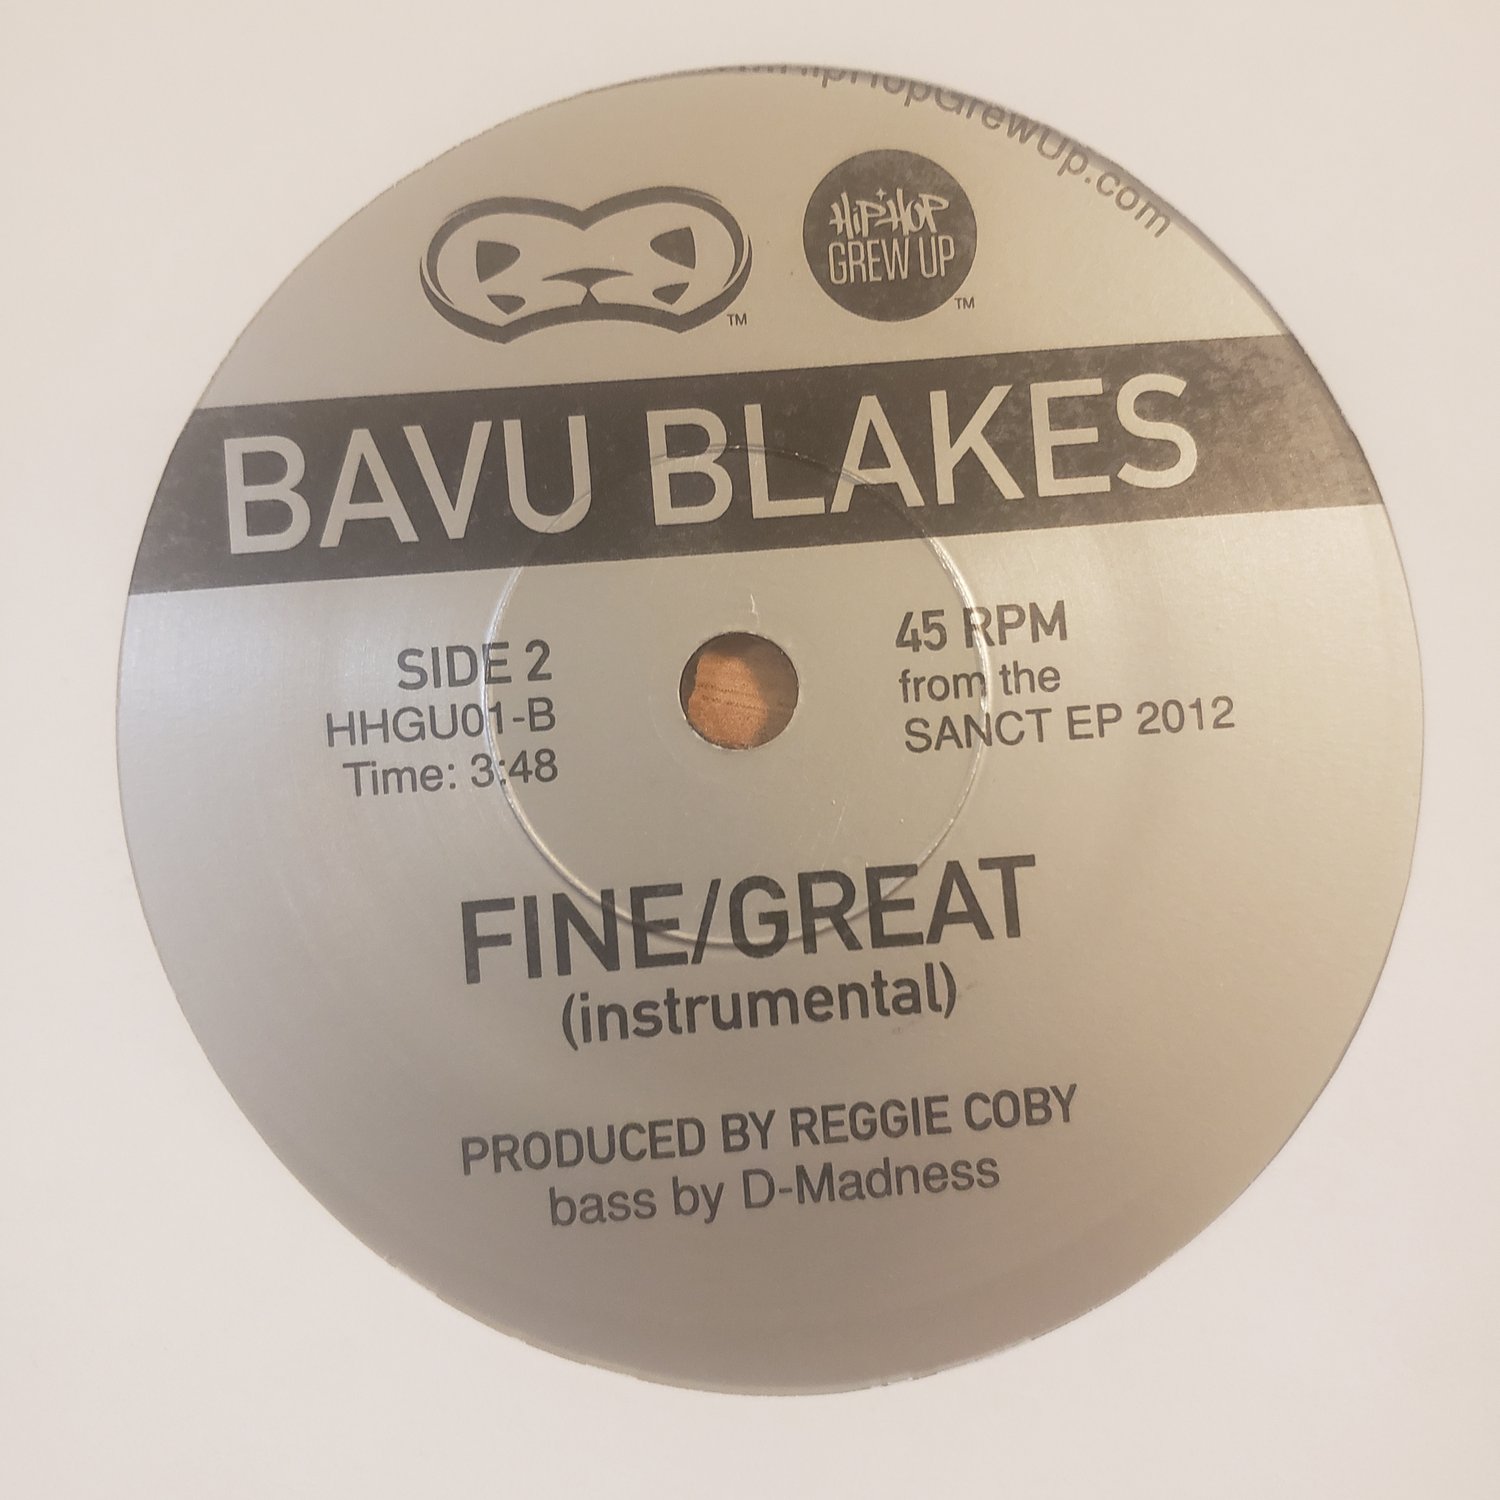 HipHopGrewUp.com
HIP HOP
GREW UP
TM
TM
BAVU BLAKES
SIDE 2
HHGU01-B
Time: 3:48
45 RPM
from the
SANCT EP 2012
FINE/GREAT
(instrumental)
PRODUCED BY REGGIE COBY
bass by D-Madness